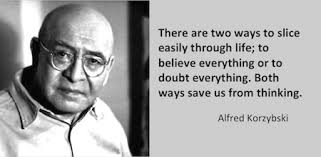 There are two ways to slice
easily through life; to
believe everything or to
doubt everything. Both
ways save us from thinking.
Alfred Korzybski